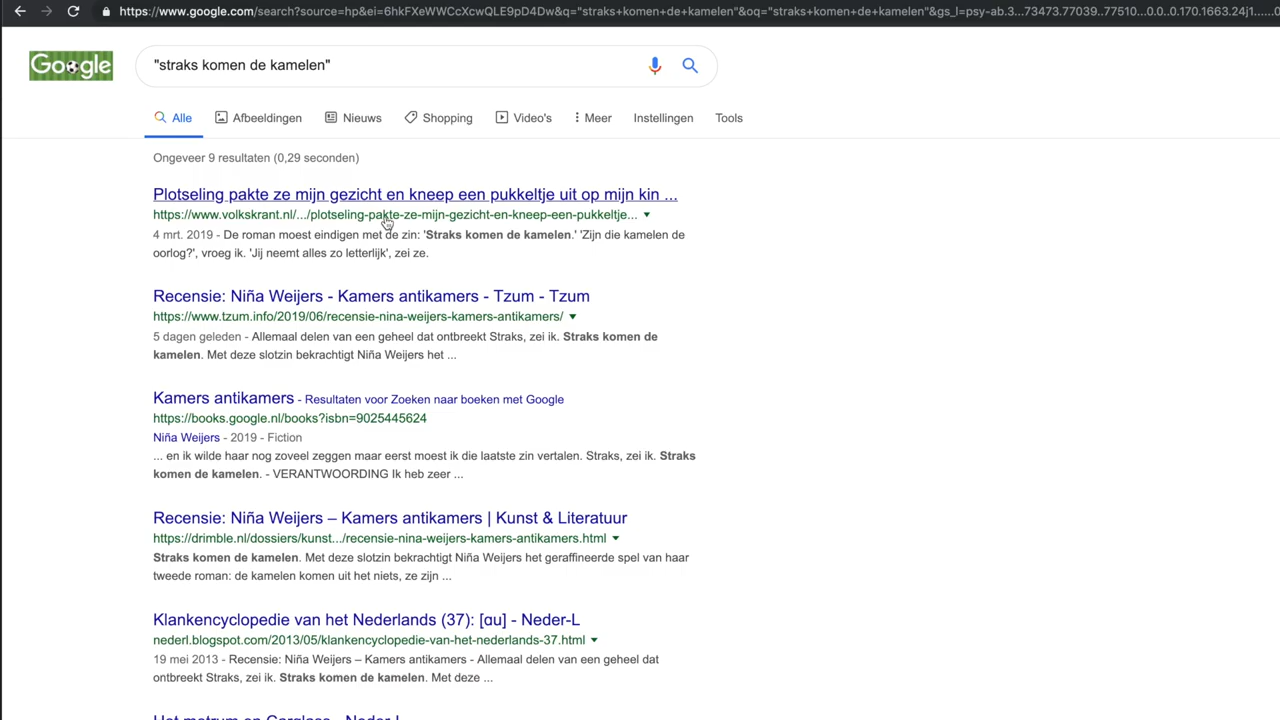 https://www.google.com/search?source=hp&ei=6hkFXeWWCcXcwQLE9pD4Dw&q="straks+komen+de+kamelen"&oq="straks+komen+de+kamelen"&gs_l=psy-ab.3...73473.77039..77510...0.0..0.170.1663.24j1......0
Google
"straks komen de kamelen"
Alle Afbeeldingen Nieuws Shopping Video's Meer Instellingen Tools
Ongeveer 9 resultaten (0,29 seconden)
Plotseling pakte ze mijn gezicht en kneep een pukkeltje uit op mijn kin ...
https://www.volkskrant.nl/.../plotseling-pakte-ze-mijn-gezicht-en-kneep-een-pukkeltje...
4 mrt. 2019 - De roman moest eindigen met de zin: 'Straks komen de kamelen.' 'Zijn die kamelen de
oorlog?', vroeg ik. 'Jij neemt alles zo letterlijk', zei ze.
Recensie: Niña Weijers - Kamers antikamers - Tzum - Tzum
https://www.tzum.info/2019/06/recensie-nina-weijers-kamers-antikamers/
5 dagen geleden - Allemaal delen van een geheel dat ontbreekt Straks, zei ik. Straks komen de
kamelen. Met deze slotzin bekrachtigt Niña Weijers het ...
Kamers antikamers - Resultaten voor Zoeken naar boeken met Google
https://books.google.nl/books?isbn=9025445624
Niña Weijers - 2019 - Fiction
... en ik wilde haar nog zoveel zeggen maar eerst moest ik die laatste zin vertalen. Straks, zei ik. Straks
komen de kamelen. - VERANTWOORDING Ik heb zeer ...
Recensie: Niña Weijers – Kamers antikamers | Kunst & Literatuur
https://drimble.nl/dossiers/kunst.../recensie-nina-weijers-kamers-antikamers.html
Straks komen de kamelen. Met deze slotzin bekrachtigt Niña Weijers het geraffineerde spel van haar
tweede roman: de kamelen komen uit het niets, ze zijn ...
Klankencyclopedie van het Nederlands (37): [ɑu] - Neder-L
nederl.blogspot.com/2013/05/klankencyclopedie-van-het-nederlands-37.html
19 mei 2013 - Recensie: Niña Weijers – Kamers antikamers - Allemaal delen van een geheel dat
ontbreekt Straks, zei ik. Straks komen de kamelen. Met deze ...
Het metrum en Carglass - Neder-L